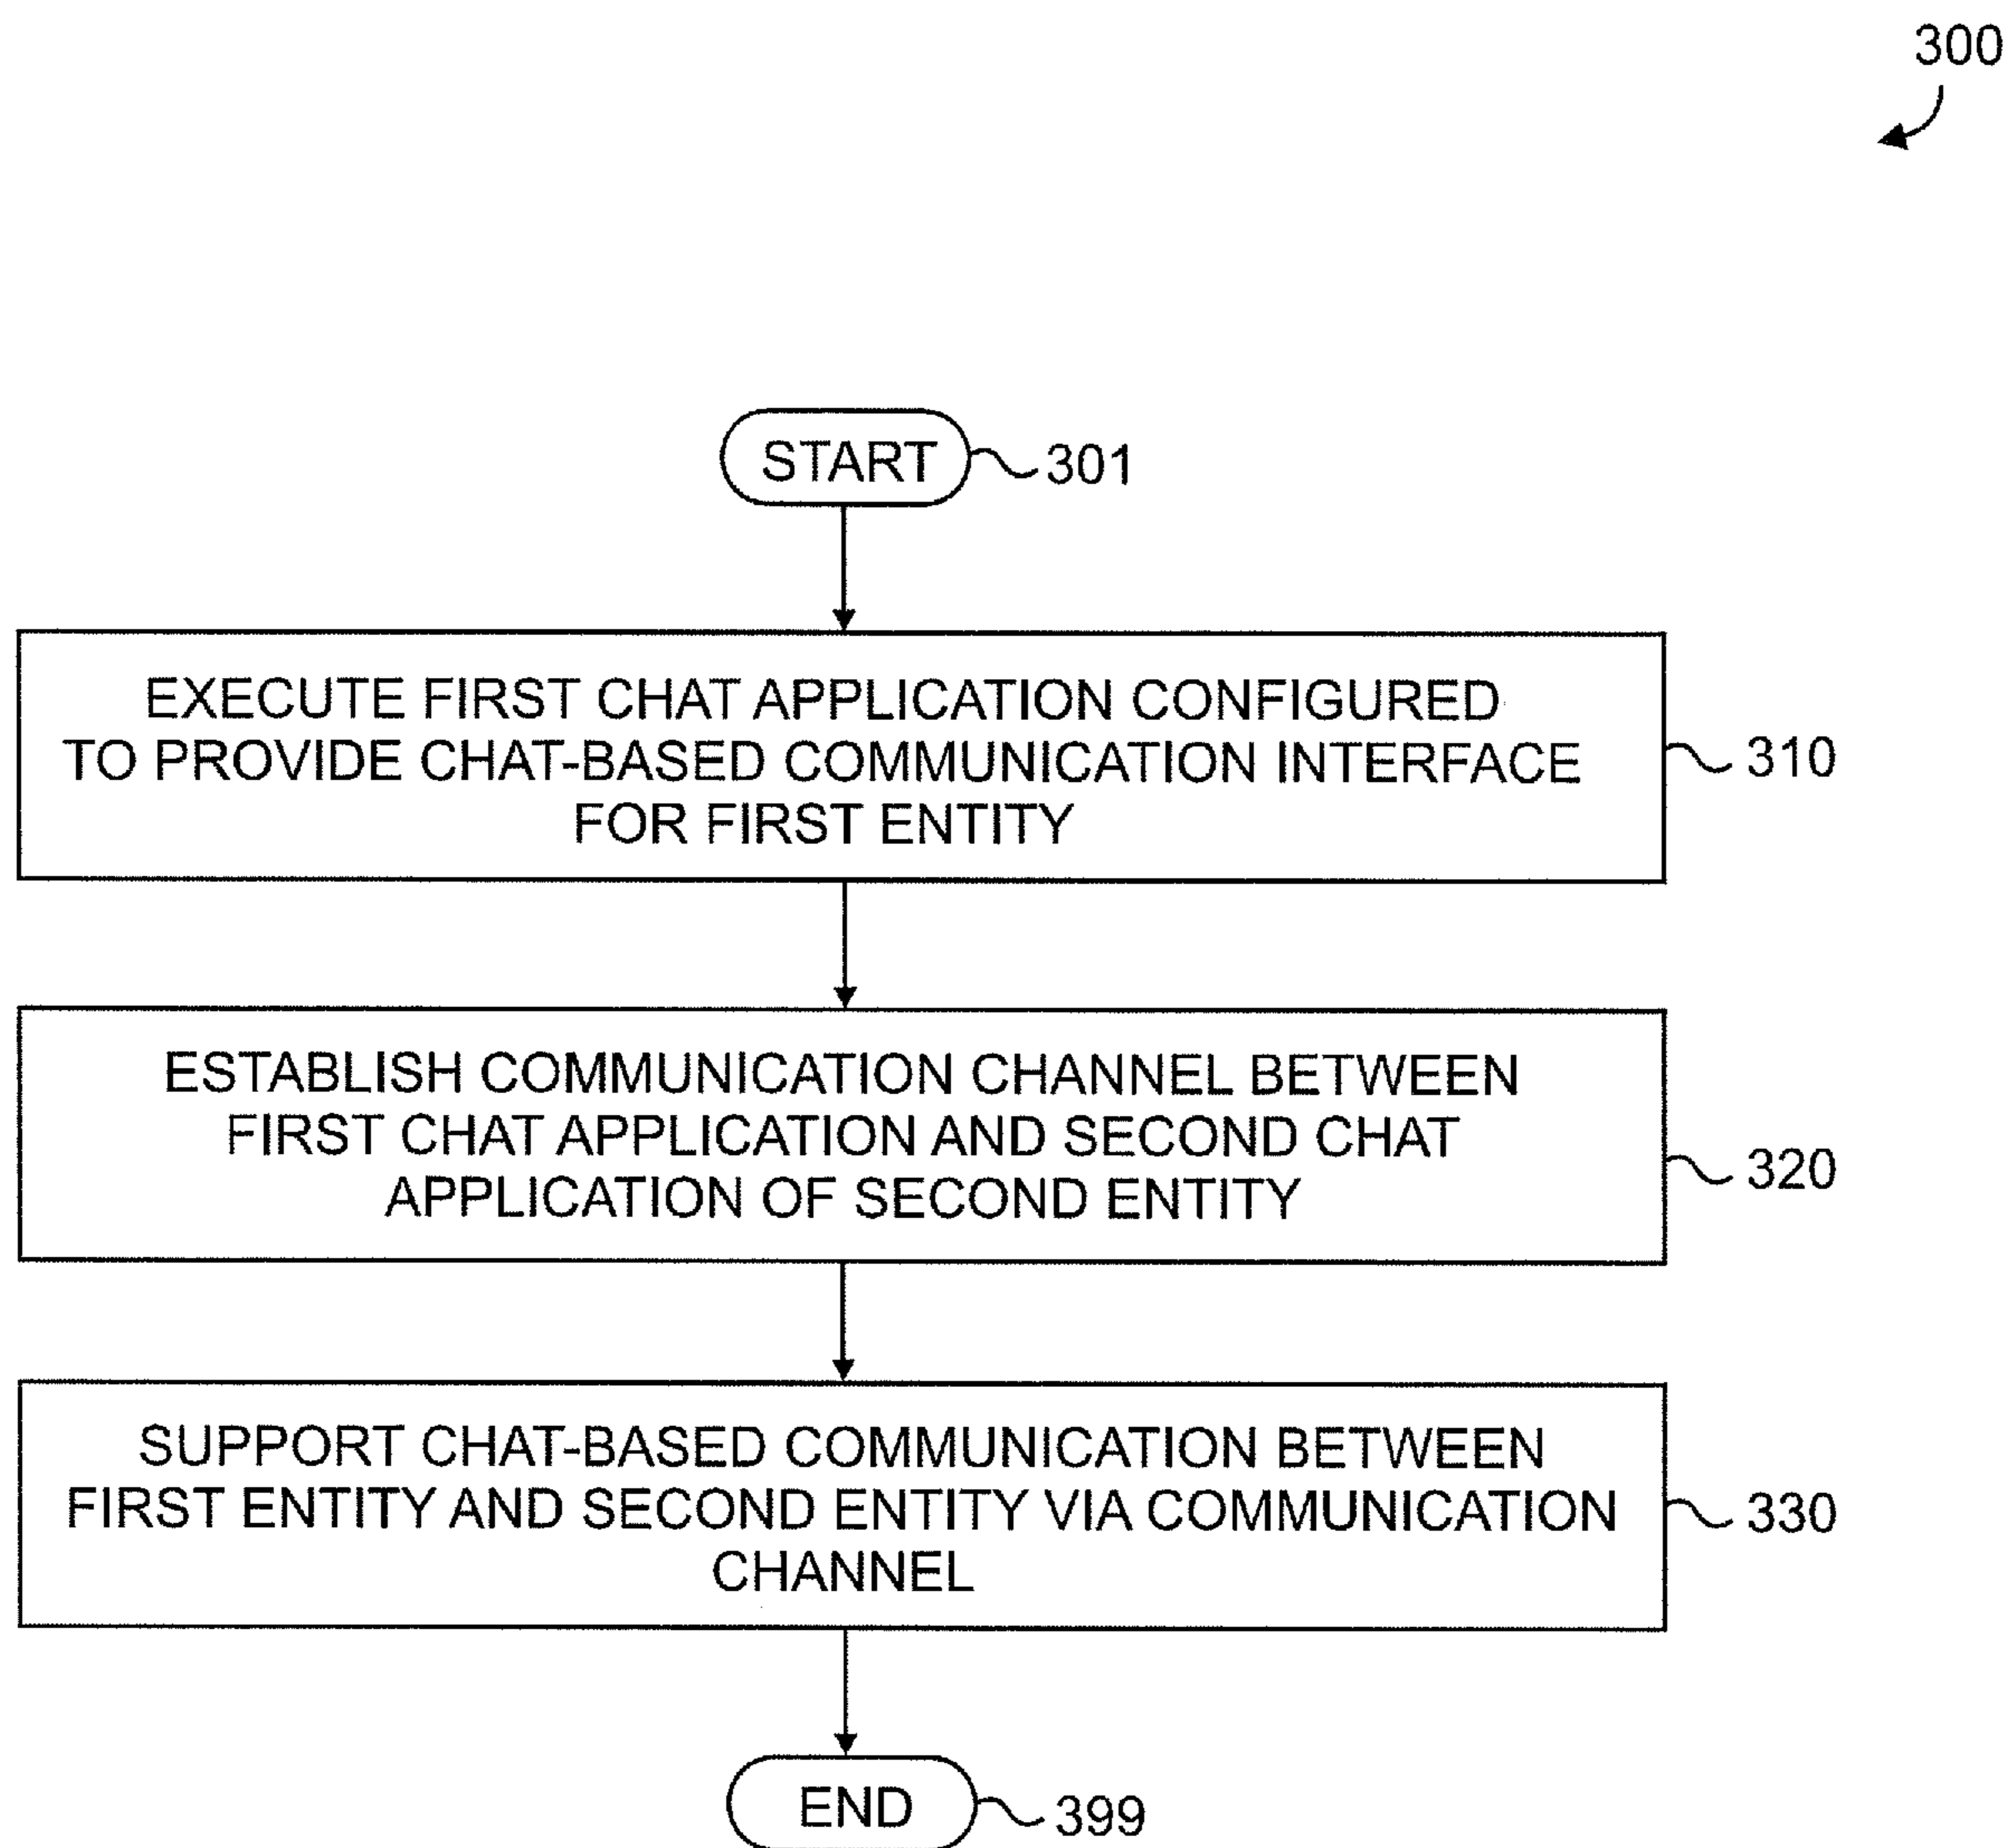 300
START
301
EXECUTE FIRST CHAT APPLICATION CONFIGURED
TO PROVIDE CHAT-BASED COMMUNICATION INTERFACE
FOR FIRST ENTITY
310
ESTABLISH COMMUNICATION CHANNEL BETWEEN
FIRST CHAT APPLICATION AND SECOND CHAT
APPLICATION OF SECOND ENTITY
320
SUPPORT CHAT-BASED COMMUNICATION BETWEEN
FIRST ENTITY AND SECOND ENTITY VIA COMMUNICATION
CHANNEL
330
END
399